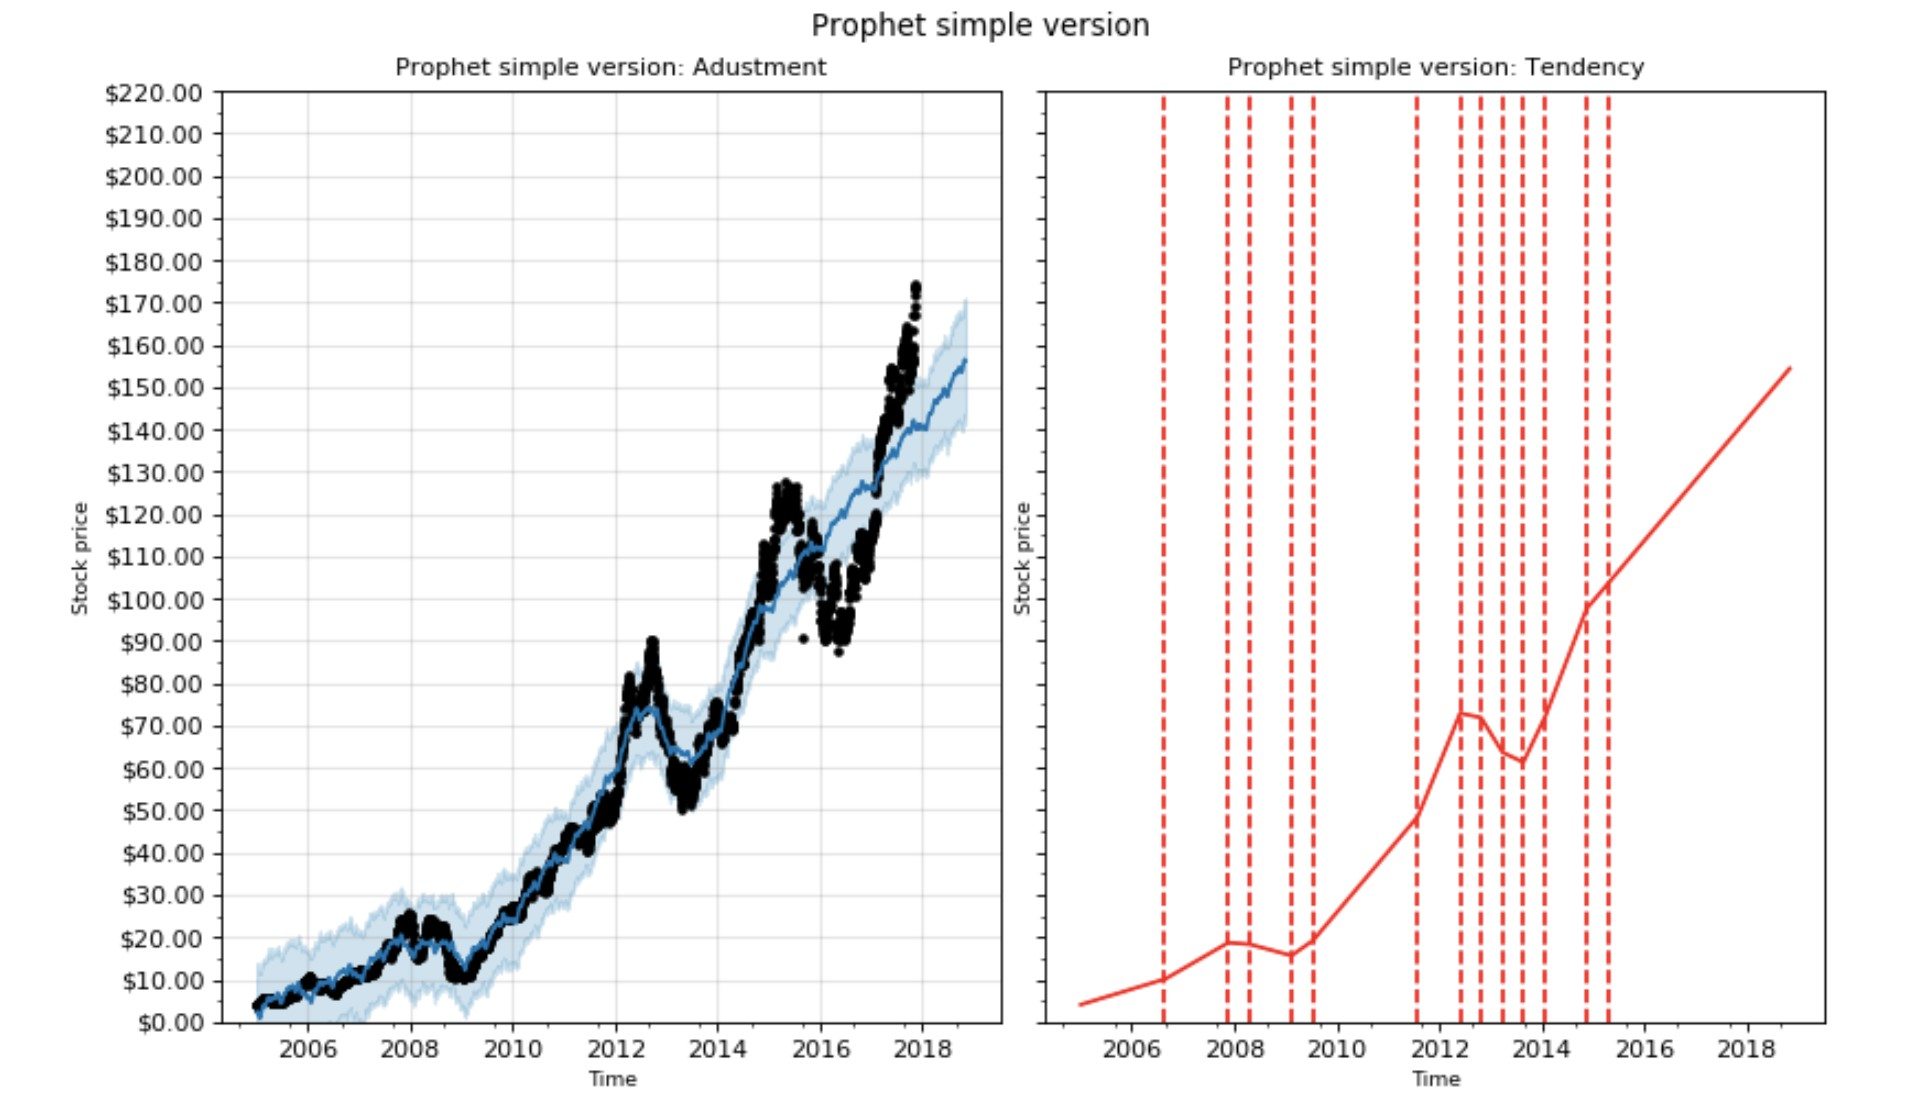 Prophet simple version
Prophet simple version: Adustment
$220.00
$210.00
$200.00
$190.00
$180.00
$170.00
$160.00
$150.00
$140.00
$130.00
$120.00
$110.00
$100.00
$90.00
$80.00
$70.00
$60.00
$50.00
$40.00
$30.00
$20.00
$10.00
$0.00
Stock price
2006 2008 2010 2012 2014 2016 2018
Time
Prophet simple version: Tendency
Stock price
2006 2008 2010 2012 2014 2016 2018
Time